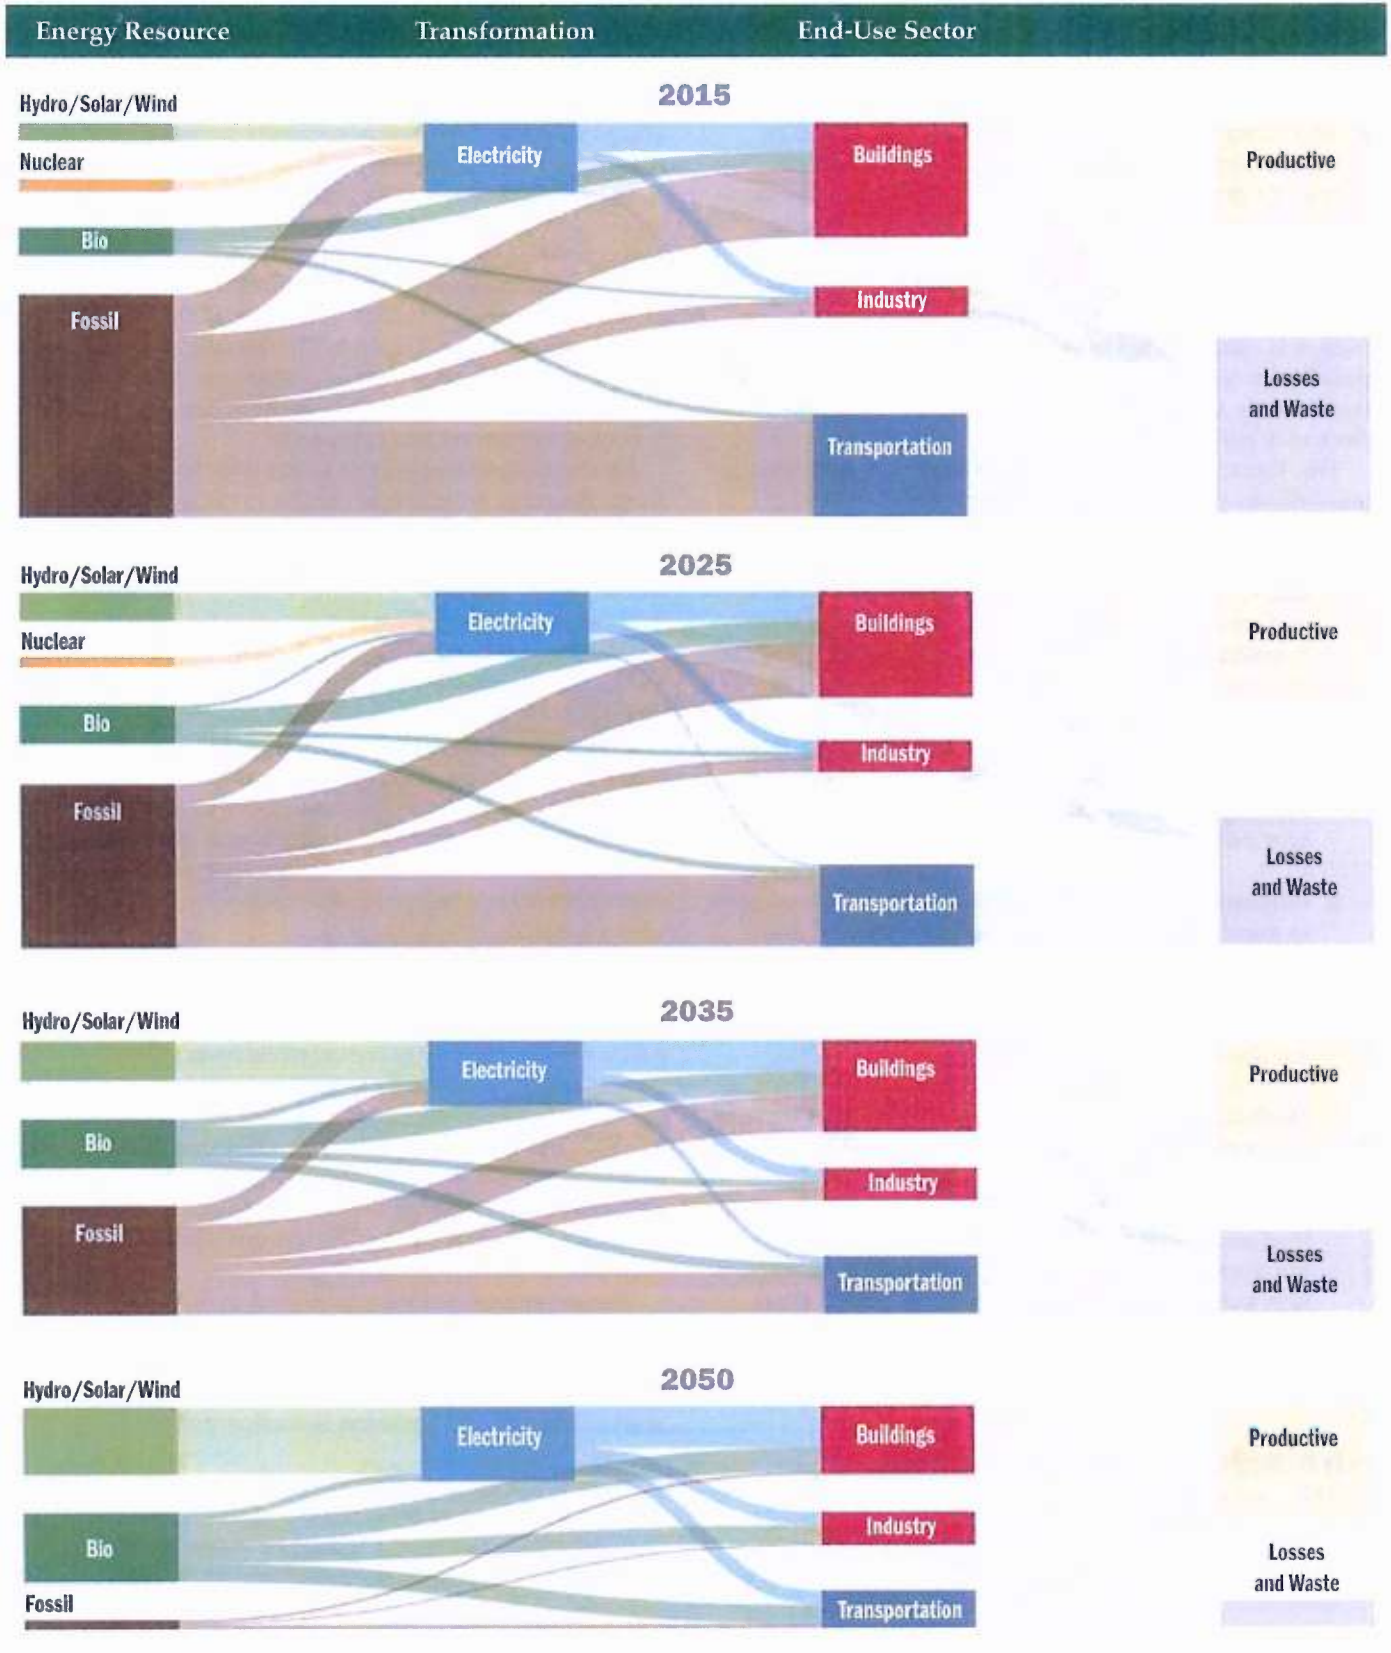 Energy Resource Transformation End-Use Sector
2015
Hydro/Solar/Wind
Nuclear
Bio
Fossil
Electricity
Buildings
Industry
Transportation
Productive
Losses
and Waste
2025
Hydro/Solar/Wind
Nuclear
Bio
Fossil
Electricity
Buildings
Industry
Transportation
Productive
Losses
and Waste
2035
Hydro/Solar/Wind
Bio
Fossil
Electricity
Buildings
Industry
Transportation
Productive
Losses
and Waste
2050
Hydro/Solar/Wind
Bio
Fossil
Electricity
Buildings
Industry
Transportation
Productive
Losses
and Waste